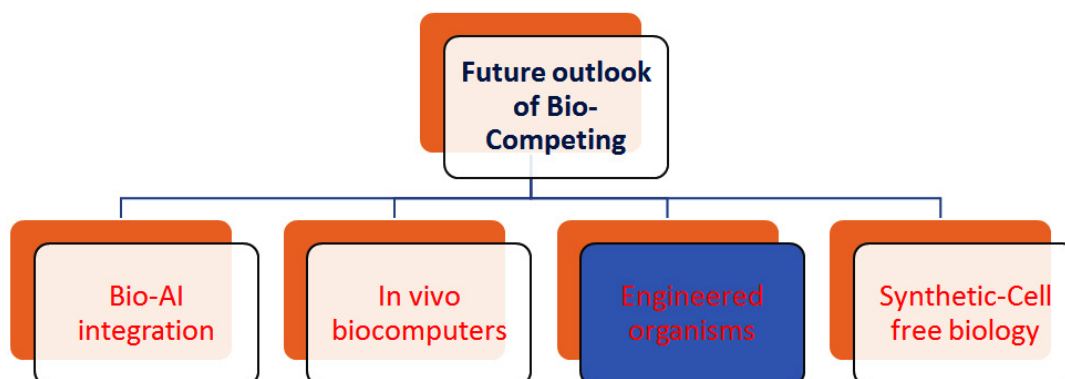 Future outlook
of Bio-
Competing
Bio-AI
integration
In vivo
biocomputers
Engineered
organisms
Synthetic-Cell
free biology